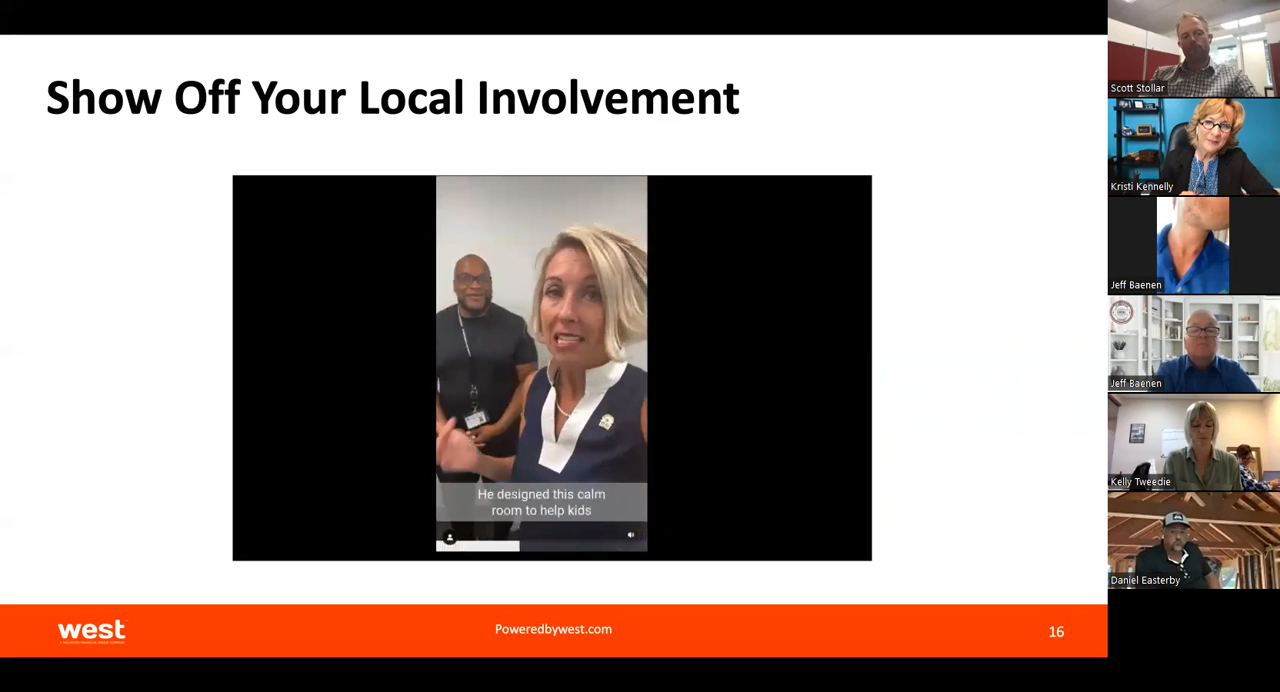 Show Off Your Local Involvement
He designed this calm
room to help kids
west
Poweredbywest.com
16
Scott Stollar
Kristi Kennelly
Jeff Baenen
Jeff Baenen
Kelly Tweedie
Daniel Easterby